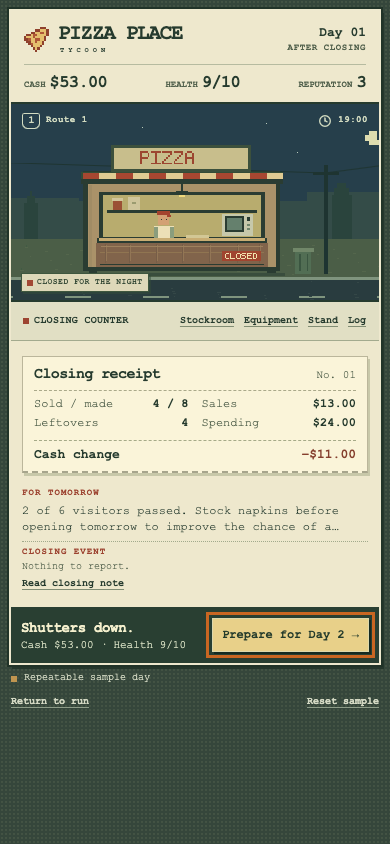 PIZZA PLACE
TYCOON
Day 01
AFTER CLOSING
CASH $53.00 HEALTH 9/10 REPUTATION 3
1 Route 1 19:00
PIZZA
CLOSED
CLOSED FOR THE NIGHT
CLOSING COUNTER Stockroom Equipment Stand Log
Closing receipt No. 01
Sold / made 4 / 8 Sales $13.00
Leftovers 4 Spending $24.00
Cash change −$11.00
FOR TOMORROW
2 of 6 visitors passed. Stock napkins before
opening tomorrow to improve the chance of a…
CLOSING EVENT
Nothing to report.
Read closing note
Shutters down.
Cash $53.00 · Health 9/10
Prepare for Day 2 →
Repeatable sample day
Return to run Reset sample